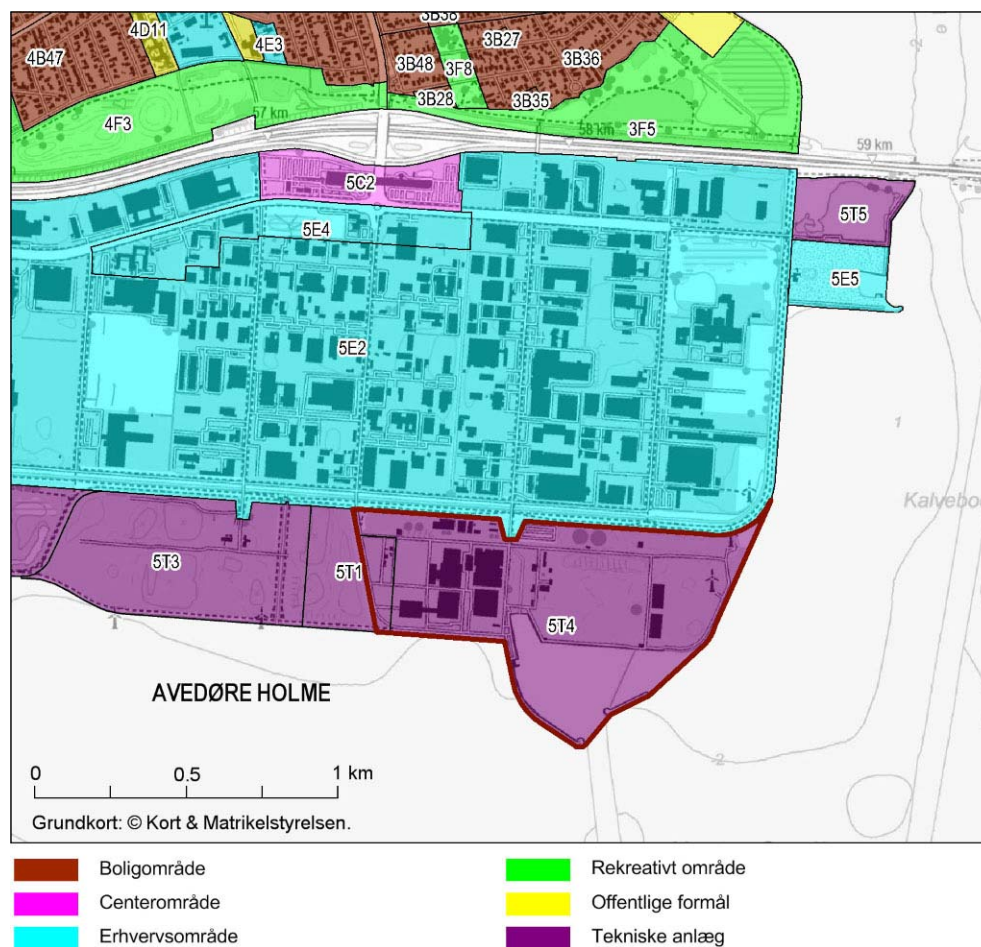 3B38
4D11
3B27
4E3
4B47
3B48
3F8
3B36
3B28
3B35
57 km
4F3
58 km
3F5
59 km
5C2
5T5
5E4
5E5
5E2
1
Kalvebo
5T3
5T1
5T4
AVEDØRE HOLME
2
0 0.5 1 km
Grundkort: © Kort & Matrikelstyrelsen.
Boligområde
Rekreativt område
Centerområde
Offentlige formål
Erhvervsområde
Tekniske anlæg